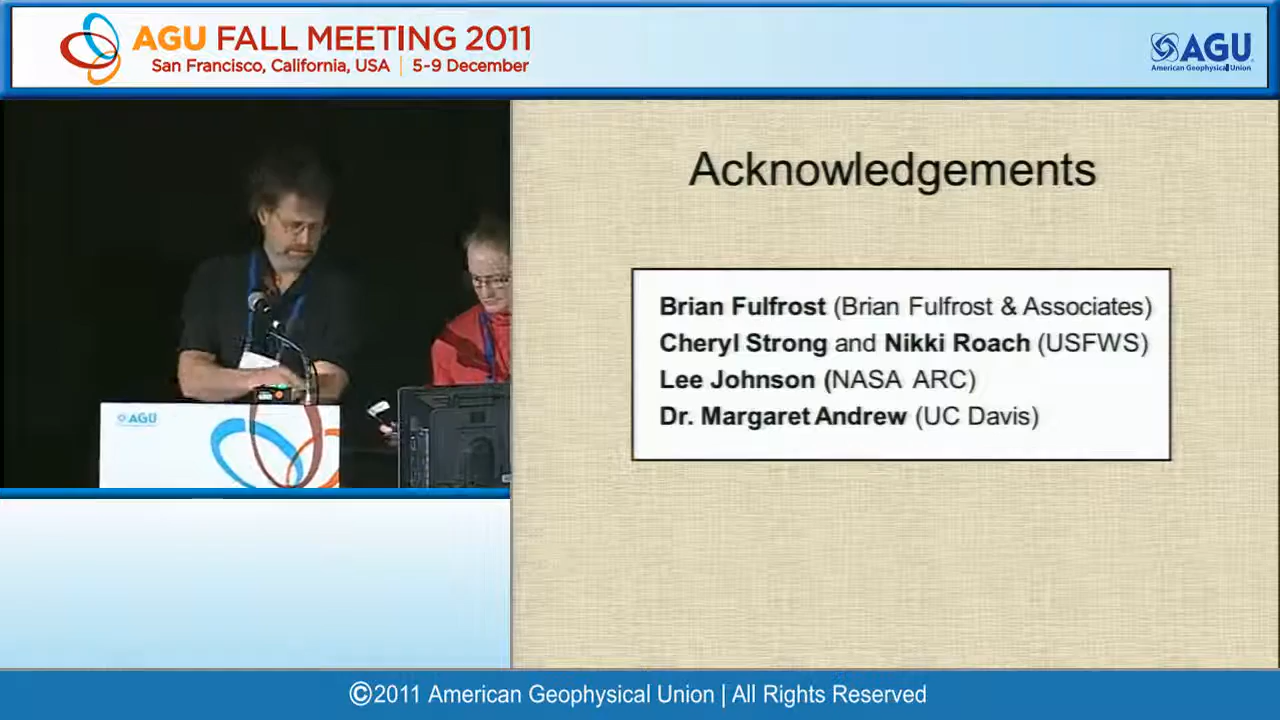 AGU FALL MEETING 2011
San Francisco, California, USA | 5-9 December
AGU
American Geophysical Union
Acknowledgements
Brian Fulfrost (Brian Fulfrost & Associates)
Cheryl Strong and Nikki Roach (USFWS)
Lee Johnson (NASA ARC)
Dr. Margaret Andrew (UC Davis)
AGU
©2011 American Geophysical Union | All Rights Reserved